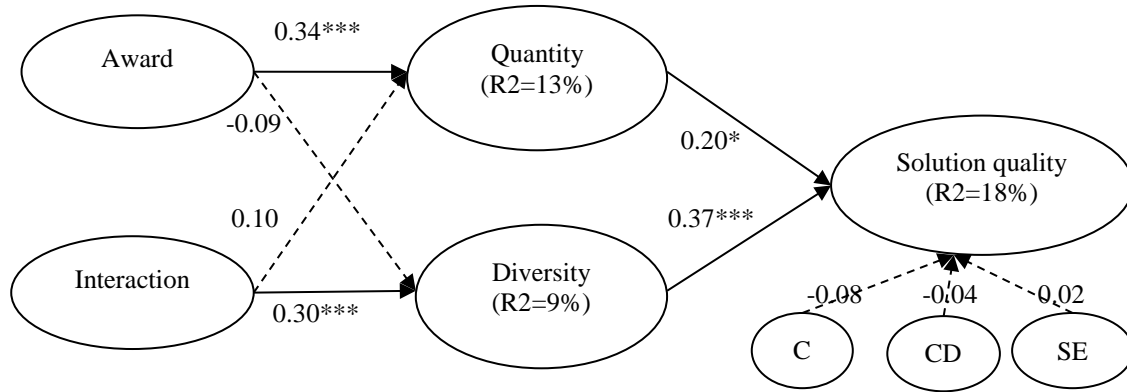 0.34***
Award
Quantity
(R2=13%)
-0.09
0.20*
Solution quality
(R2=18%)
0.10
0.37***
Interaction
Diversity
(R2=9%)
0.30***
-0.08
-0.04
0.02
C
CD
SE